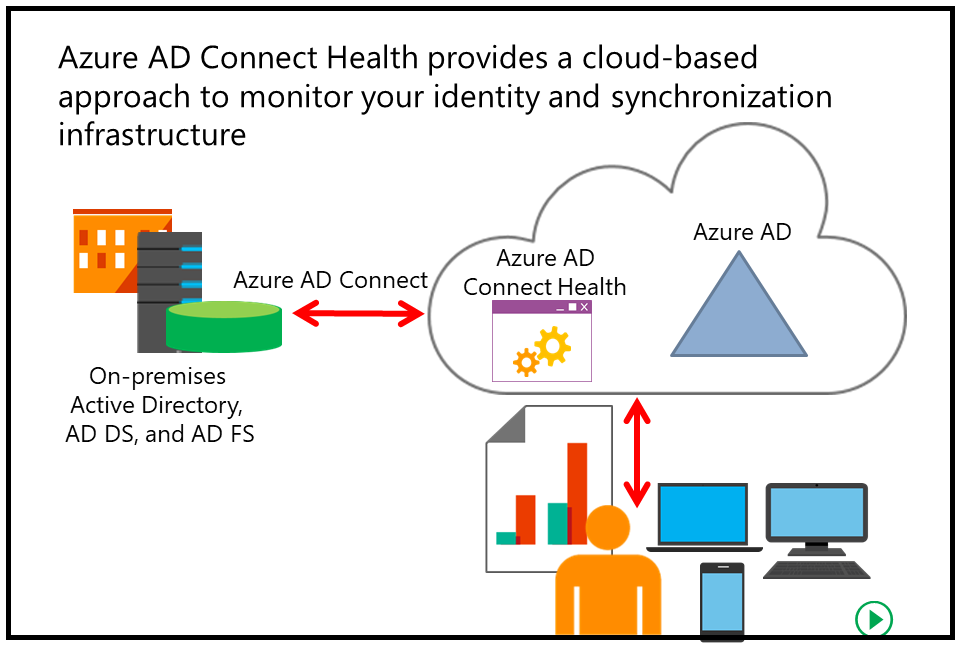 Azure AD Connect Health provides a cloud-based
approach to monitor your identity and synchronization
infrastructure
Azure AD
Azure AD
Connect Health
Azure AD Connect
On-premises
Active Directory,
AD DS, and AD FS